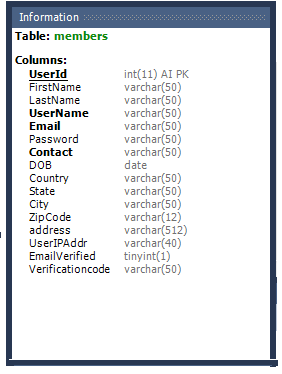 Information
Table: members
Columns:
UserId int(11) AI PK
FirstName varchar(50)
LastName varchar(50)
UserName varchar(50)
Email varchar(50)
Password varchar(50)
Contact varchar(50)
DOB date
Country varchar(50)
State varchar(50)
City varchar(50)
ZipCode varchar(12)
address varchar(512)
UserIPAddr varchar(40)
EmailVerified tinyint(1)
Verificationcode varchar(50)